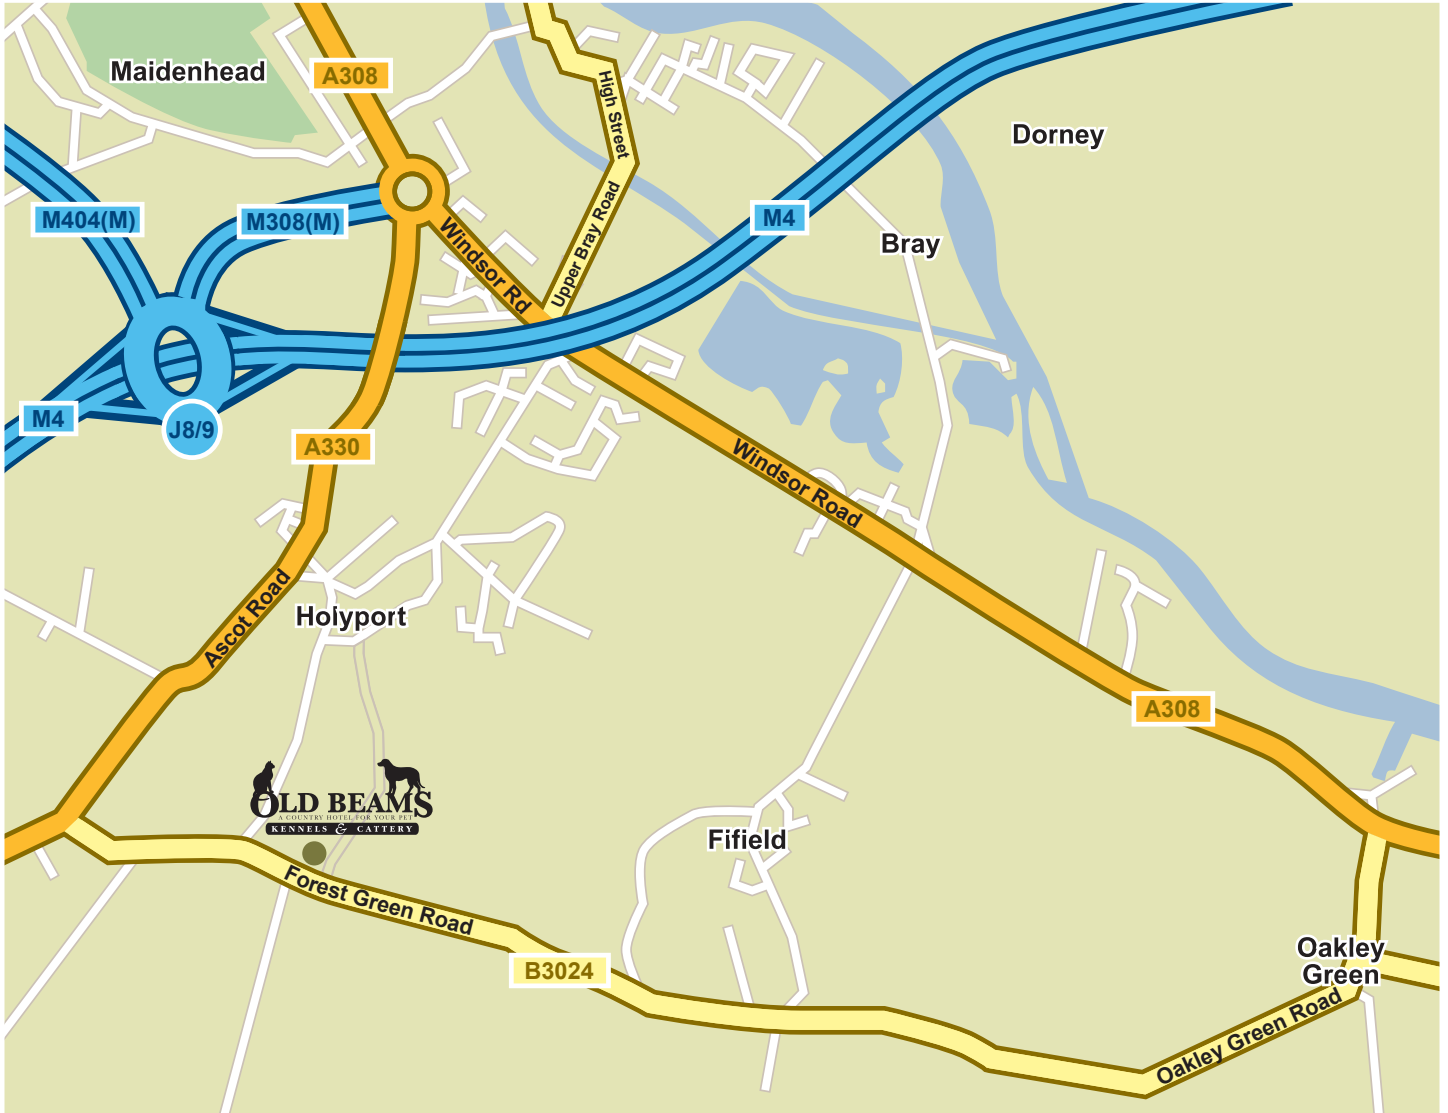 Maidenhead
A308
High Street
Dorney
M404(M)
M308(M)
Windsor Rd
Upper Bray Road
M4
Bray
M4
J8/9
A330
Windsor Road
Ascot Road
Holyport
A308
OLD BEAMS
A COUNTRY HOTEL FOR YOUR PET
KENNELS & CATTERY
Fifield
Forest Green Road
B3024
Oakley
Green
Oakley Green Road